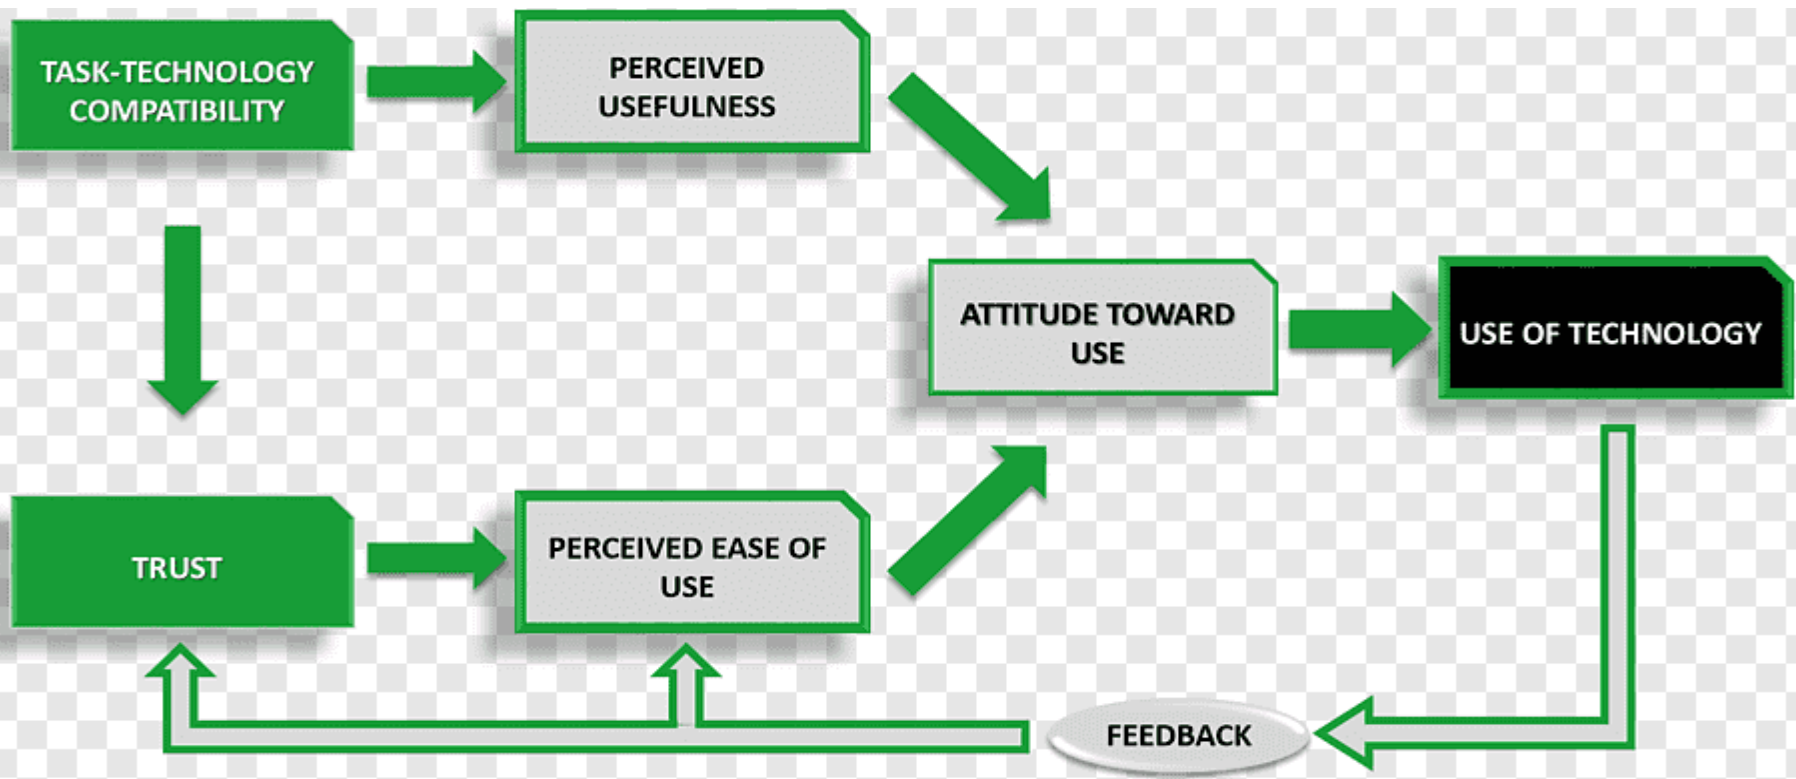 TASK-TECHNOLOGY
COMPATIBILITY
PERCEIVED
USEFULNESS
ATTITUDE TOWARD
USE
USE OF TECHNOLOGY
TRUST
PERCEIVED EASE OF
USE
FEEDBACK